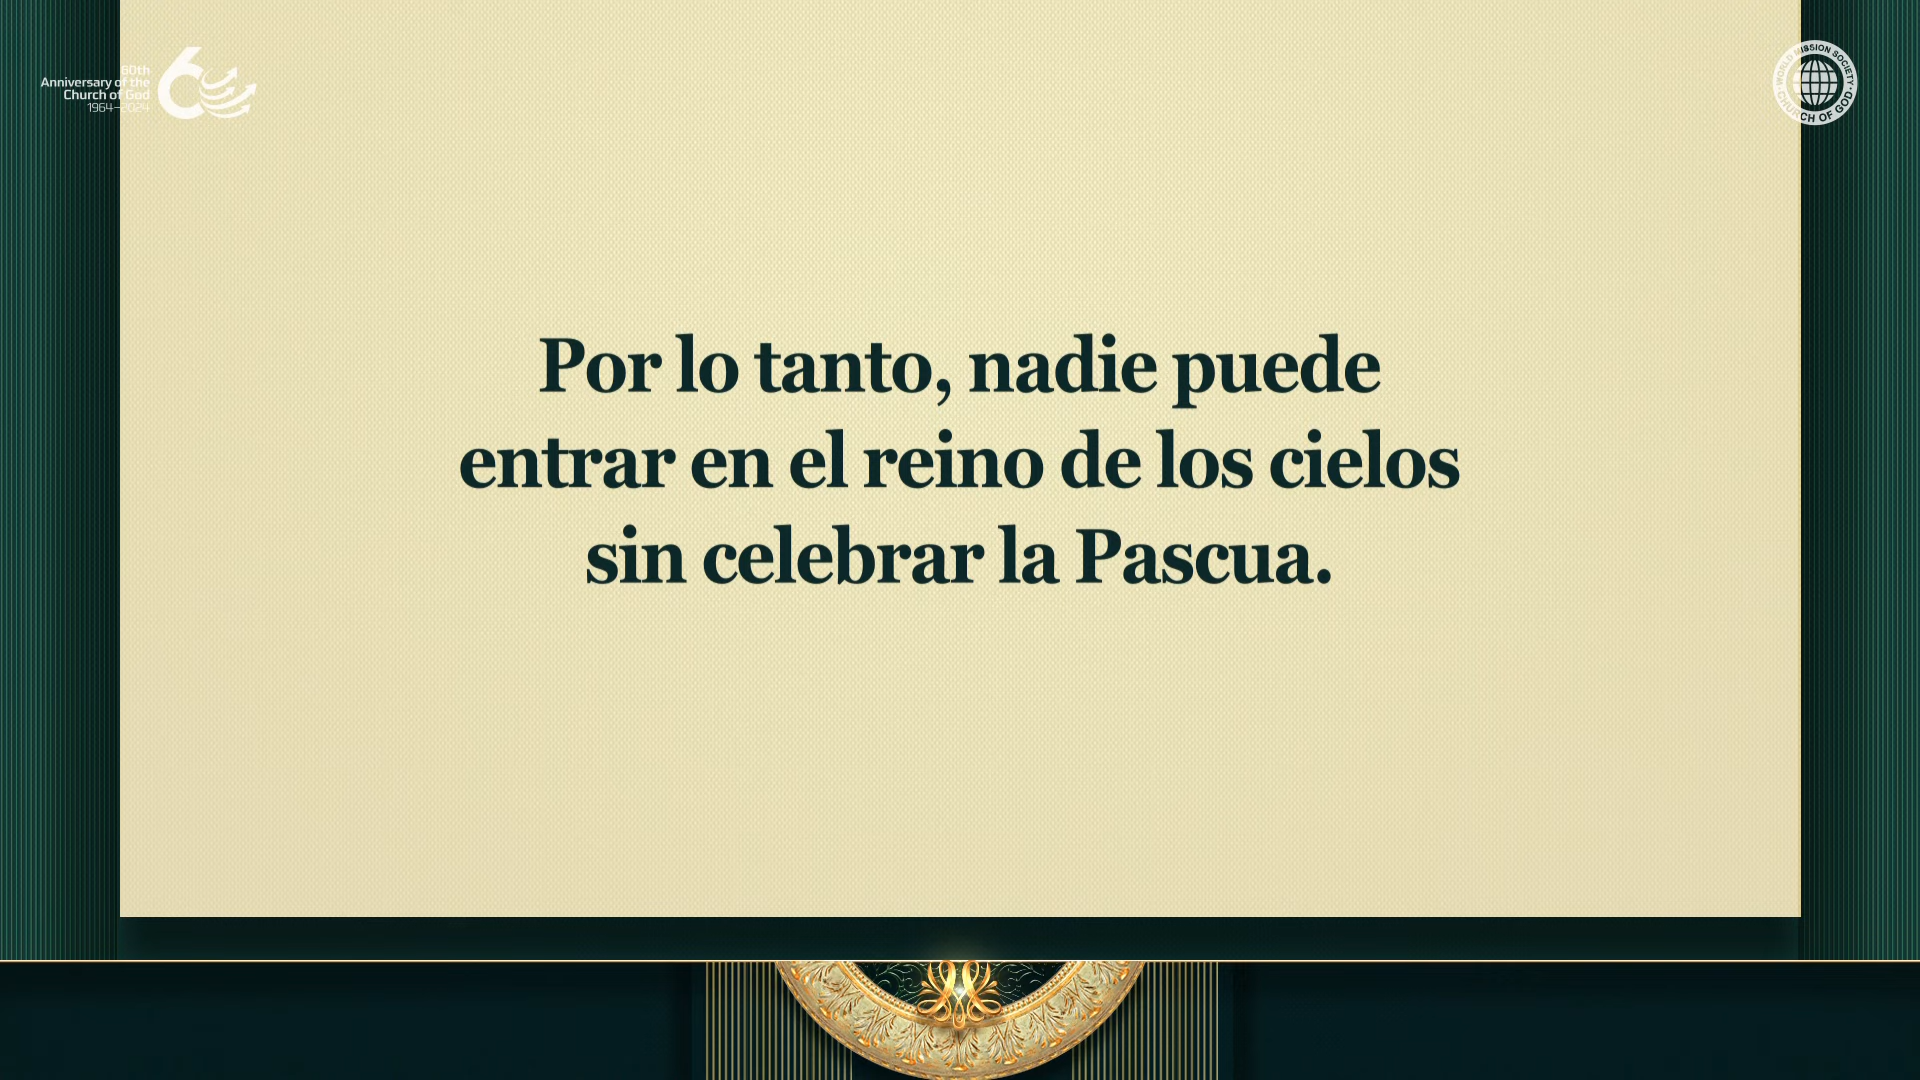 60th
Anniversary of the
Church of God
1964–2024
60
WORLD MISSION SOCIETY
CHURCH OF GOD
Por lo tanto, nadie puede
entrar en el reino de los cielos
sin celebrar la Pascua.